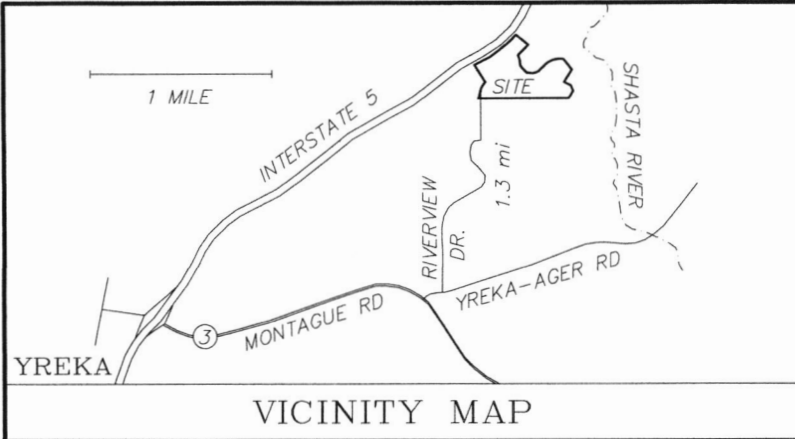 1 MILE
INTERSTATE 5
SITE
SHASTA RIVER
1.3 mi
RIVERVIEW
DR.
YREKA-AGER RD
3
MONTAGUE RD
YREKA
VICINITY MAP